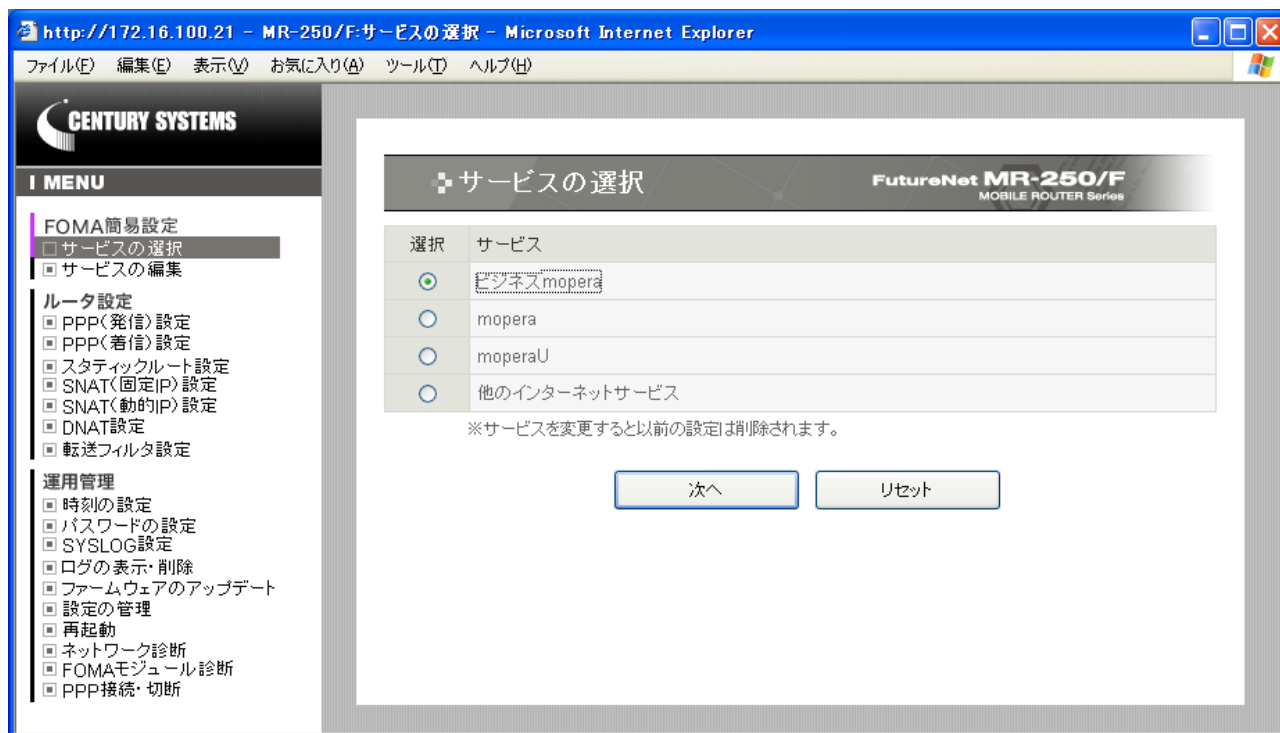 http://172.16.100.21 - MR-250/F:サービスの選択 - Microsoft Internet Explorer
ファイル(F) 編集(E) 表示(V) お気に入り(A) ツール(T) ヘルプ(H)
CENTURY SYSTEMS
MENU
FOMA簡易設定
サービスの選択
サービスの編集
ルータ設定
PPP(発信)設定
PPP(着信)設定
スタティックルート設定
SNAT(固定IP)設定
SNAT(動的IP)設定
DNAT設定
転送フィルタ設定
運用管理
時刻の設定
パスワードの設定
SYSLOG設定
ログの表示・削除
ファームウェアのアップデート
設定の管理
再起動
ネットワーク診断
FOMAモジュール診断
PPP接続・切断
サービスの選択
FutureNet MR-250/F
MOBILE ROUTER Series
選択 サービス
ビジネスmopera
mopera
moperaU
他のインターネットサービス
※サービスを変更すると以前の設定は削除されます。
次へ リセット